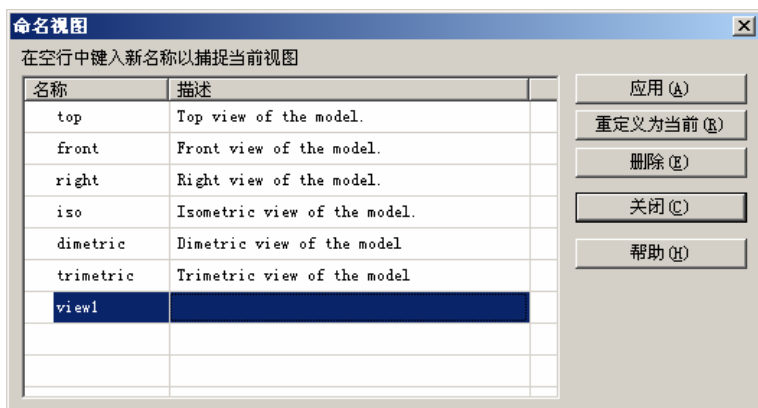 命名视图
在空行中键入新名称以捕捉当前视图
名称 描述
top Top view of the model.
front Front view of the model.
right Right view of the model.
iso Isometric view of the model.
dimetric Dimetric view of the model
trimetric Trimetric view of the model
view1
应用(A)
重定义为当前(R)
删除(E)
关闭(C)
帮助(H)